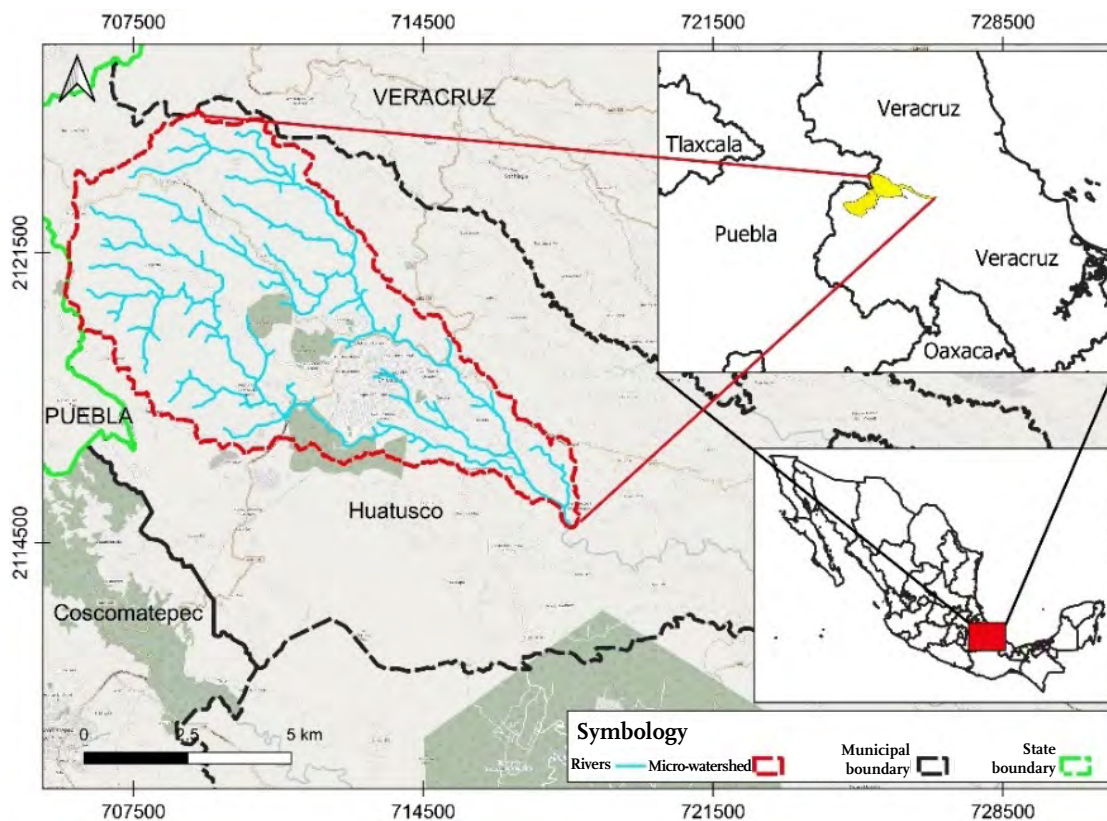 707500 714500 721500 728500
VERACRUZ
Veracruz
Tlaxcala
2121500
Puebla
Veracruz
Oaxaca
PUEBLA
Huatusco
2114500
Coscomatepec
0 2.5 5 km
Symbology
Rivers
Micro-watershed
Municipal
boundary
State
boundary
707500 714500 721500 728500